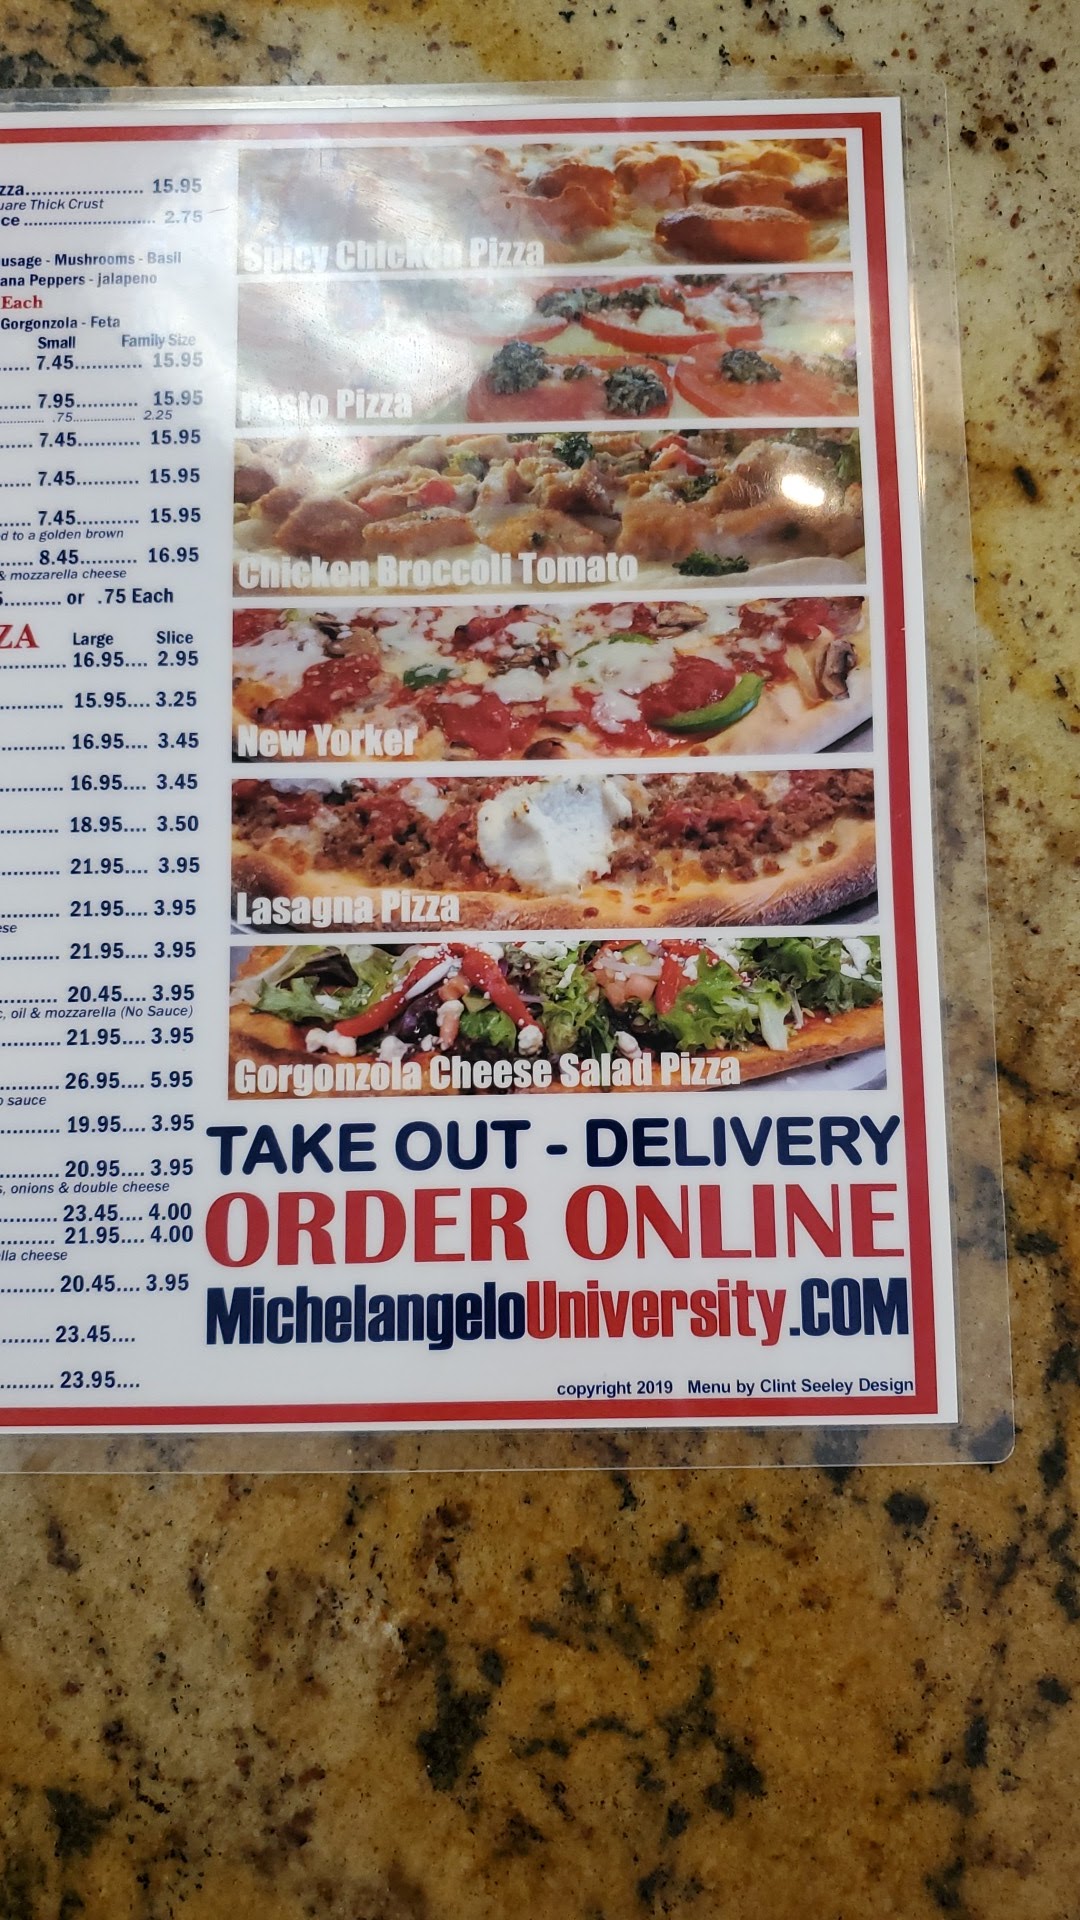 zza..................... 15.95
uare Thick Crust
ce ....................... 2.75
usage - Mushrooms - Basil
ana Peppers - jalapeno
Each
Gorgonzola - Feta
Small Family Size
..... 7.45............ 15.95
..... 7.95........... 15.95
.75 2.25
..... 7.45........... 15.95
..... 7.45........... 15.95
..... 7.45........... 15.95
d to a golden brown
..... 8.45.......... 16.95
& mozzarella cheese
.......... or .75 Each
ZA Large Slice
........... 16.95.... 2.95
........... 15.95.... 3.25
........... 16.95.... 3.45
........... 16.95.... 3.45
........... 18.95.... 3.50
........... 21.95.... 3.95
........... 21.95.... 3.95
ese
........... 21.95.... 3.95
........... 20.45.... 3.95
c, oil & mozzarella (No Sauce)
........... 21.95.... 3.95
........... 26.95.... 5.95
o sauce
........... 19.95.... 3.95
........... 20.95.... 3.95
s, onions & double cheese
.......... 23.45.... 4.00
.......... 21.95.... 4.00
lla cheese
.......... 20.45.... 3.95
......... 23.45....
.......... 23.95....
Spicy Chicken Pizza
Pesto Pizza
Chicken Broccoli Tomato
New Yorker
Lasagna Pizza
Gorgonzola Cheese Salad Pizza
TAKE OUT - DELIVERY
ORDER ONLINE
MichelangeloUniversity.COM
copyright 2019 Menu by Clint Seeley Design